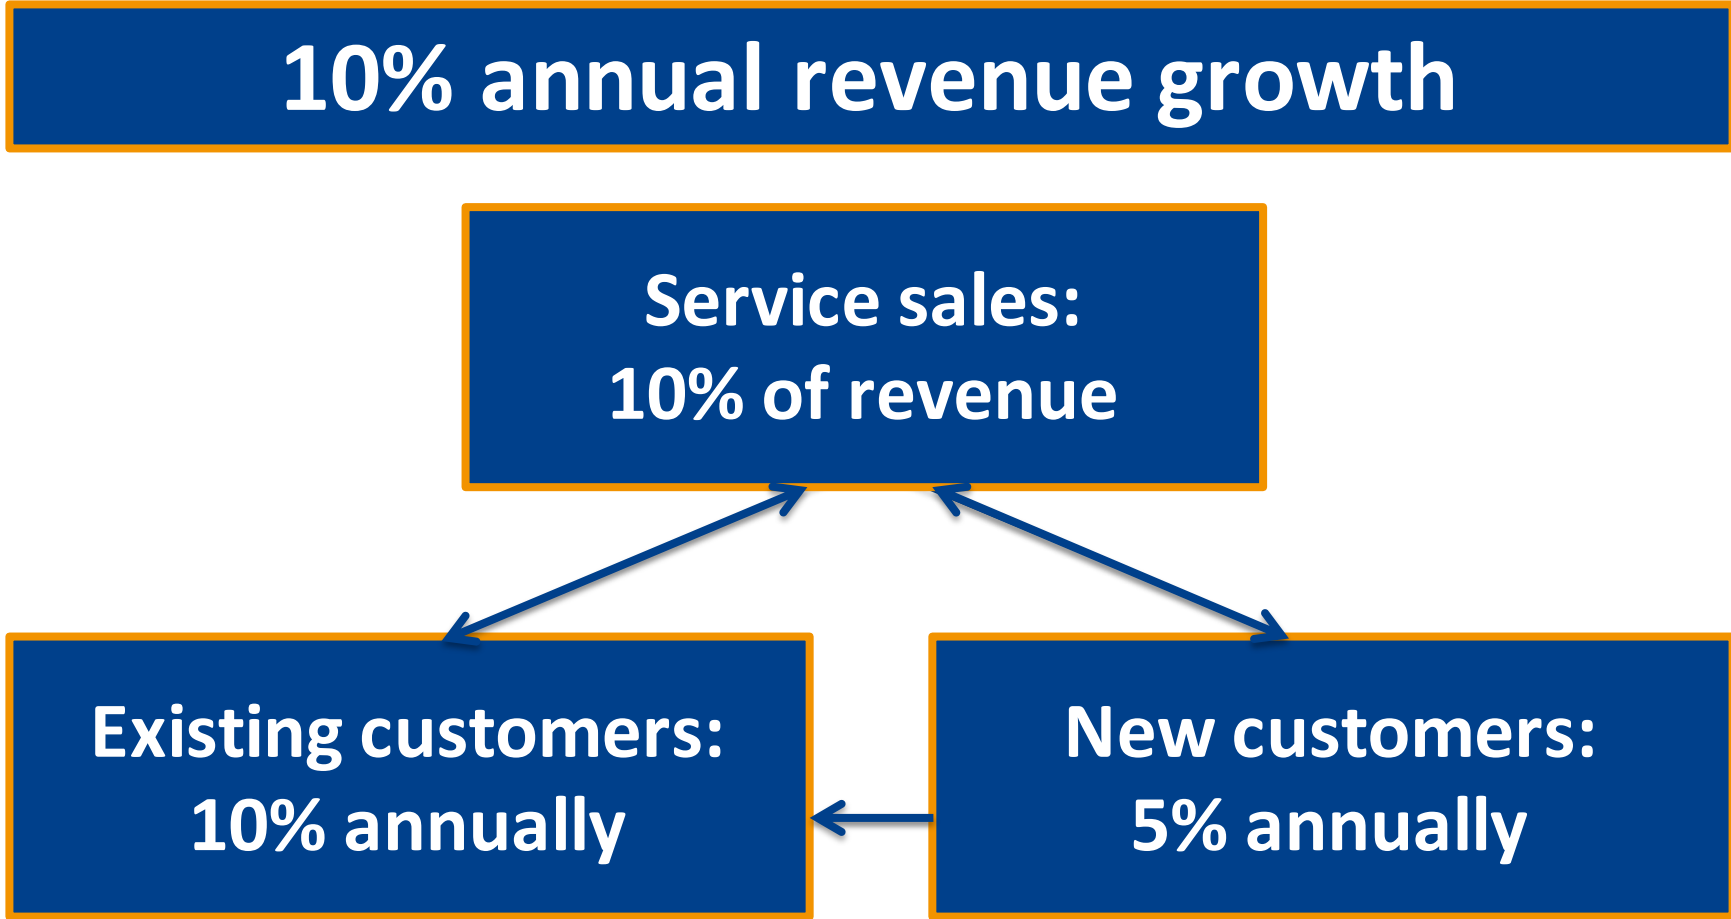 10% annual revenue growth
Service sales:
10% of revenue
Existing customers:
10% annually
New customers:
5% annually